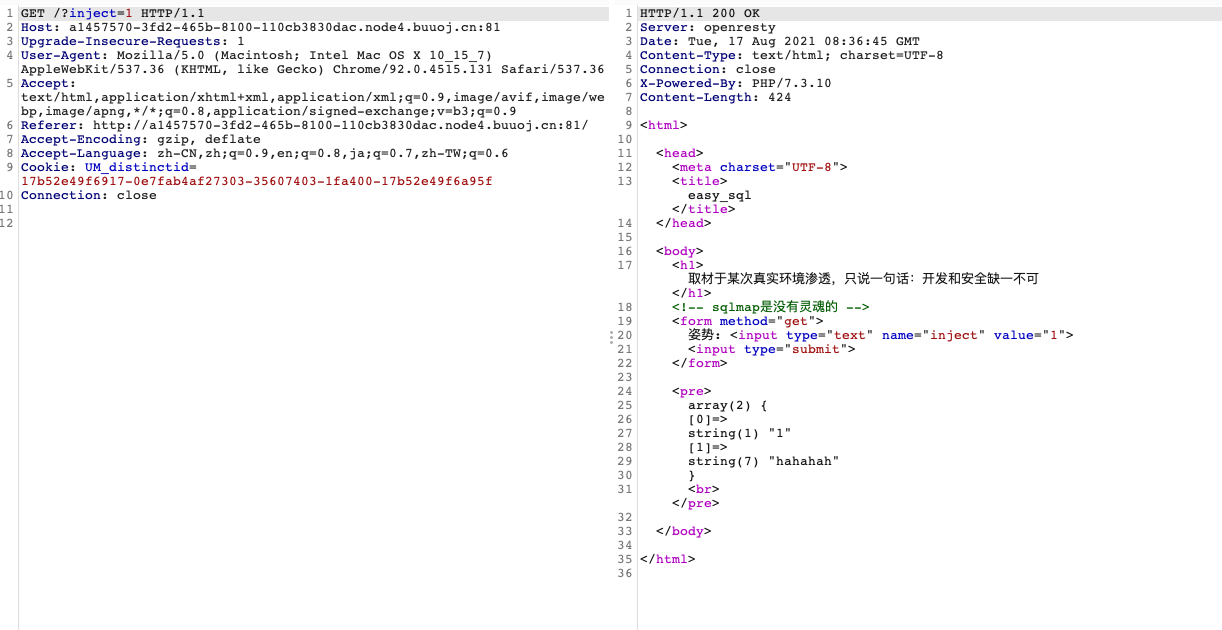 1 GET /?inject=1 HTTP/1.1
2 Host: a1457570-3fd2-465b-8100-110cb3830dac.node4.buuoj.cn:81
3 Upgrade-Insecure-Requests: 1
4 User-Agent: Mozilla/5.0 (Macintosh; Intel Mac OS X 10_15_7)
AppleWebKit/537.36 (KHTML, like Gecko) Chrome/92.0.4515.131 Safari/537.36
5 Accept:
text/html,application/xhtml+xml,application/xml;q=0.9,image/avif,image/we
bp,image/apng,*/*;q=0.8,application/signed-exchange;v=b3;q=0.9
6 Referer: http://a1457570-3fd2-465b-8100-110cb3830dac.node4.buuoj.cn:81/
7 Accept-Encoding: gzip, deflate
8 Accept-Language: zh-CN,zh;q=0.9,en;q=0.8,ja;q=0.7,zh-TW;q=0.6
9 Cookie: UM_distinctid=
17b52e49f6917-0e7fab4af27303-35607403-1fa400-17b52e49f6a95f
10 Connection: close
11
12
1 HTTP/1.1 200 OK
2 Server: openresty
3 Date: Tue, 17 Aug 2021 08:36:45 GMT
4 Content-Type: text/html; charset=UTF-8
5 Connection: close
6 X-Powered-By: PHP/7.3.10
7 Content-Length: 424
8
9 <html>
10
11 <head>
12 <meta charset="UTF-8">
13 <title>
easy_sql
</title>
14 </head>
15
16 <body>
17 <h1>
取材于某次真实环境渗透，只说一句话：开发和安全缺一不可
</h1>
18 <!-- sqlmap是没有灵魂的 -->
19 <form method="get">
20 姿势: <input type="text" name="inject" value="1">
21 <input type="submit">
22 </form>
23
24 <pre>
25 array(2) {
26 [0]=>
27 string(1) "1"
28 [1]=>
29 string(7) "hahahah"
30 }
31 <br>
</pre>
32
33 </body>
34
35 </html>
36